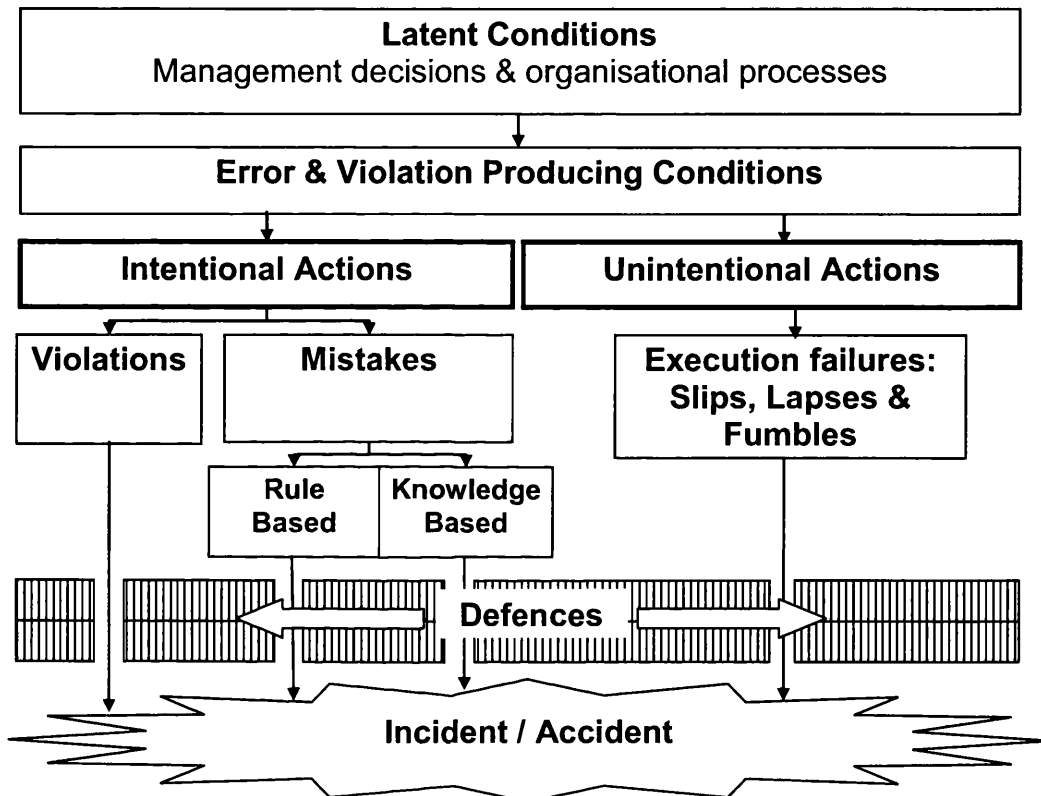 Latent Conditions
Management decisions & organisational processes
Error & Violation Producing Conditions
Intentional Actions
Unintentional Actions
Violations
Mistakes
Execution failures:
Slips, Lapses &
Fumbles
Rule
Based
Knowledge
Based
Defences
Incident / Accident